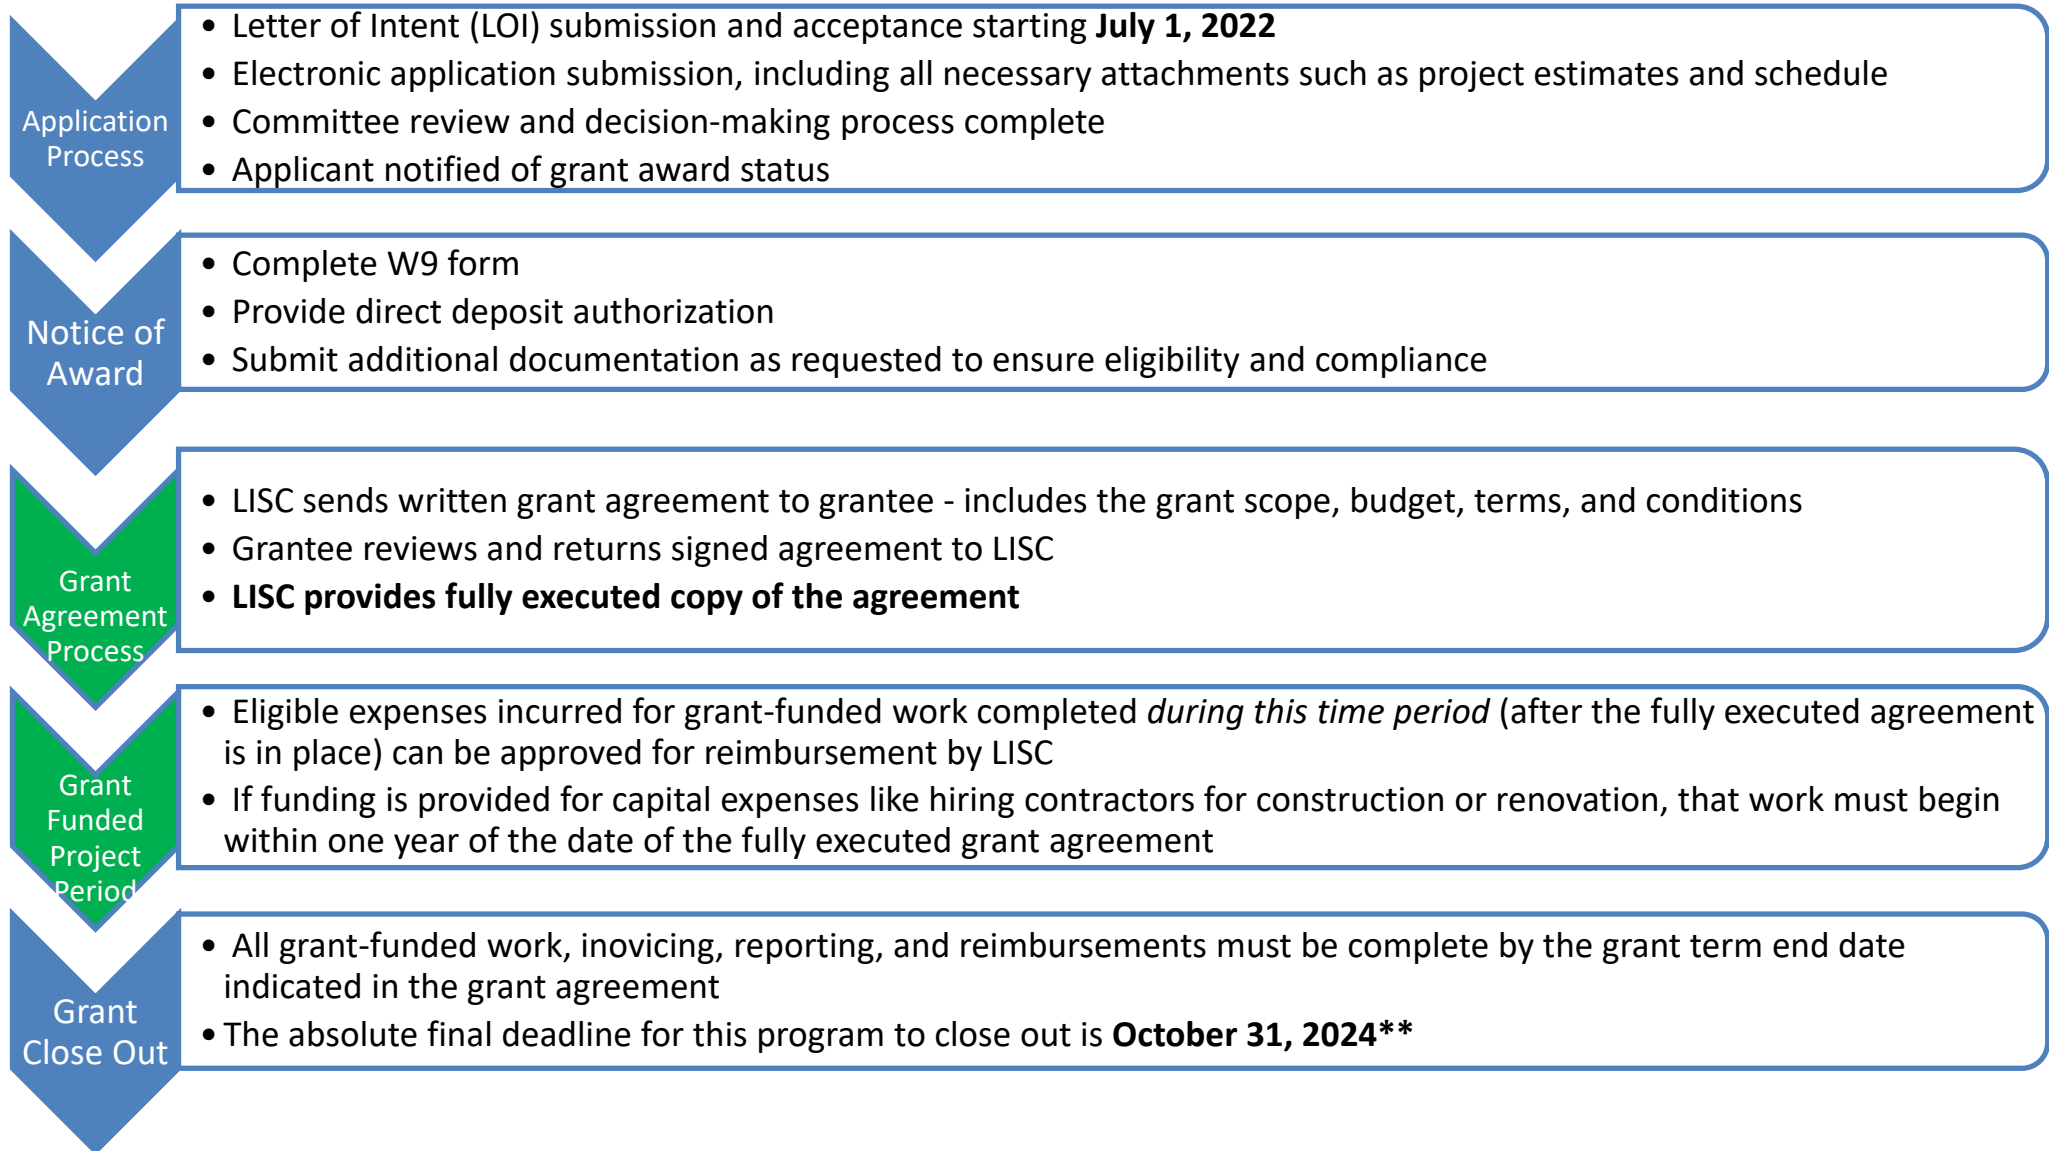 Application
Process
• Letter of Intent (LOI) submission and acceptance starting July 1, 2022
• Electronic application submission, including all necessary attachments such as project estimates and schedule
• Committee review and decision-making process complete
• Applicant notified of grant award status
Notice of
Award
• Complete W9 form
• Provide direct deposit authorization
• Submit additional documentation as requested to ensure eligibility and compliance
Grant
Agreement
Process
• LISC sends written grant agreement to grantee - includes the grant scope, budget, terms, and conditions
• Grantee reviews and returns signed agreement to LISC
• LISC provides fully executed copy of the agreement
Grant
Funded
Project
Period
• Eligible expenses incurred for grant-funded work completed during this time period (after the fully executed agreement
is in place) can be approved for reimbursement by LISC
• If funding is provided for capital expenses like hiring contractors for construction or renovation, that work must begin
within one year of the date of the fully executed grant agreement
Grant
Close Out
• All grant-funded work, inovicing, reporting, and reimbursements must be complete by the grant term end date
indicated in the grant agreement
• The absolute final deadline for this program to close out is October 31, 2024**